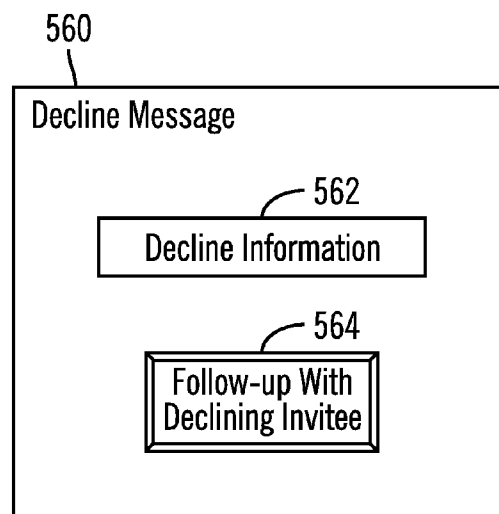 560
Decline Message
562
Decline Information
564
Follow-up With
Declining Invitee